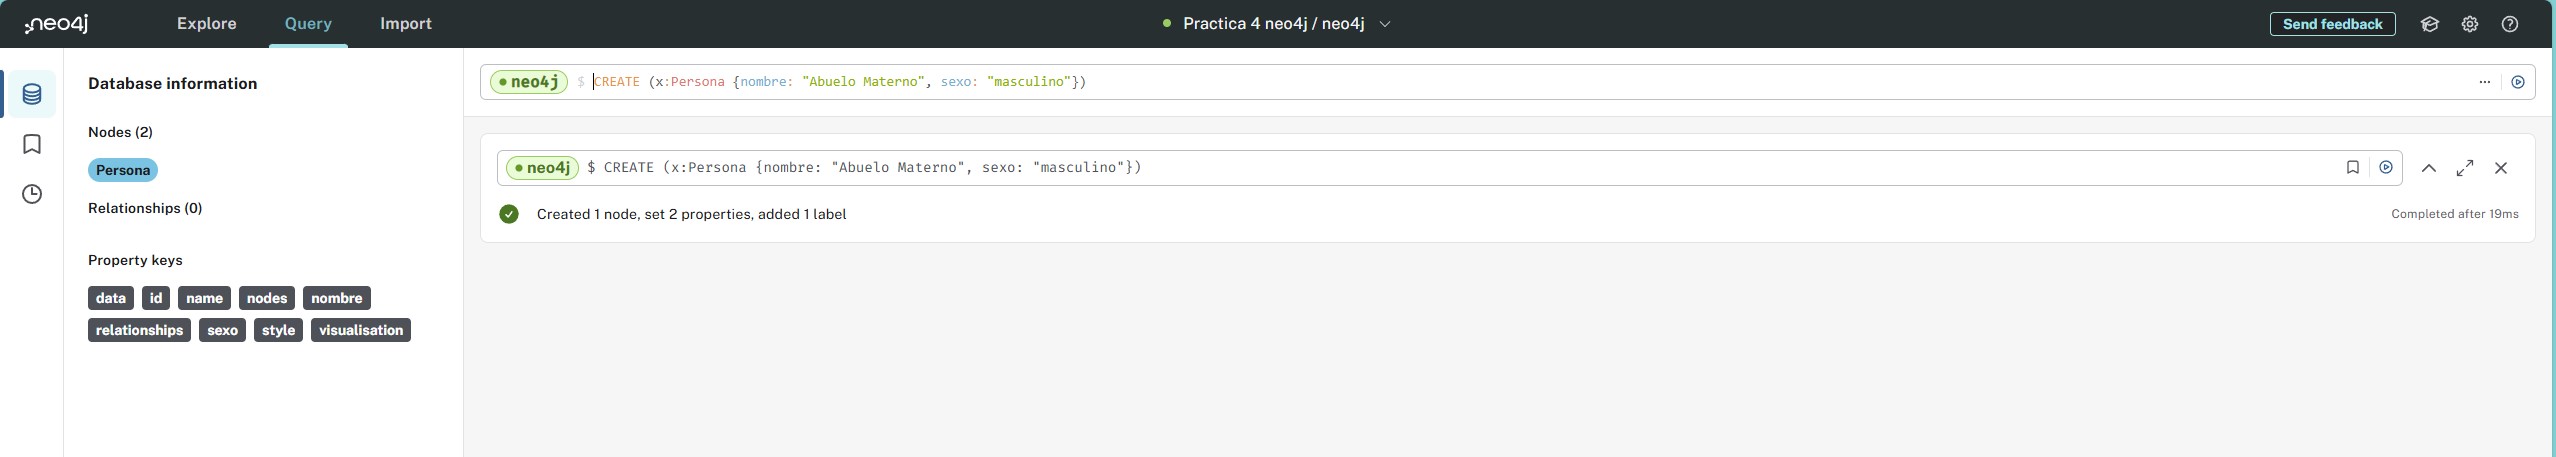 neo4j Explore Query Import Practica 4 neo4j / neo4j Send feedback
Database information
Nodes (2)
Persona
Relationships (0)
Property keys
data id name nodes nombre
relationships sexo style visualisation
neo4j $ CREATE (x:Persona {nombre: "Abuelo Materno", sexo: "masculino"})
neo4j $ CREATE (x:Persona {nombre: "Abuelo Materno", sexo: "masculino"})
Created 1 node, set 2 properties, added 1 label Completed after 19ms